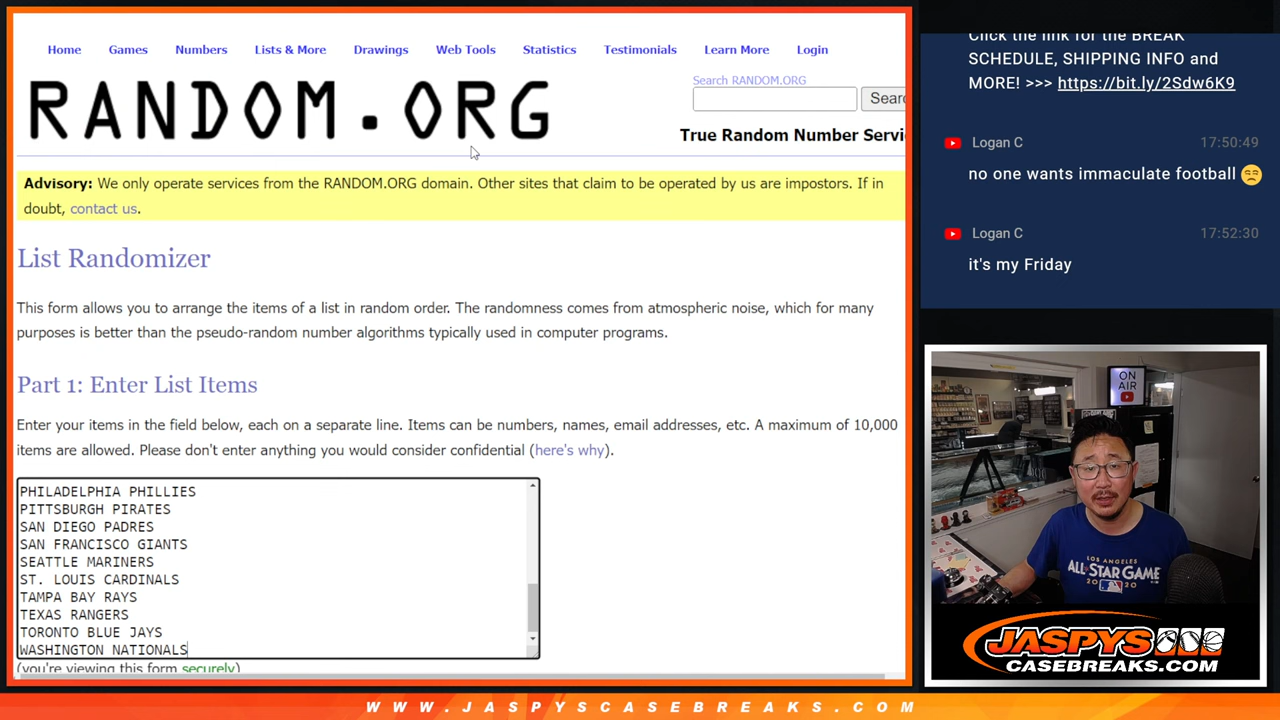 Home Games Numbers Lists & More Drawings Web Tools Statistics Testimonials Learn More Login
RANDOM.ORG
Search RANDOM.ORG
Sear
True Random Number Servi
Advisory: We only operate services from the RANDOM.ORG domain. Other sites that claim to be operated by us are impostors. If in
doubt, contact us.
List Randomizer
This form allows you to arrange the items of a list in random order. The randomness comes from atmospheric noise, which for many
purposes is better than the pseudo-random number algorithms typically used in computer programs.
Part 1: Enter List Items
Enter your items in the field below, each on a separate line. Items can be numbers, names, email addresses, etc. A maximum of 10,000
items are allowed. Please don't enter anything you would consider confidential (here's why).
PHILADELPHIA PHILLIES
PITTSBURGH PIRATES
SAN DIEGO PADRES
SAN FRANCISCO GIANTS
SEATTLE MARINERS
ST. LOUIS CARDINALS
TAMPA BAY RAYS
TEXAS RANGERS
TORONTO BLUE JAYS
WASHINGTON NATIONALS
(you're viewing this form securely)
Click the link for the BREAK
SCHEDULE, SHIPPING INFO and
MORE! >>> https://bit.ly/2Sdw6K9
Logan C 17:50:49
no one wants immaculate football 😒
Logan C 17:52:30
it's my Friday
ON
AIR
LOS ANGELES
ALL STAR GAME
2020
JASPYS
CASEBREAKS.COM
WWW.JASPYSCASEBREAKS.COM